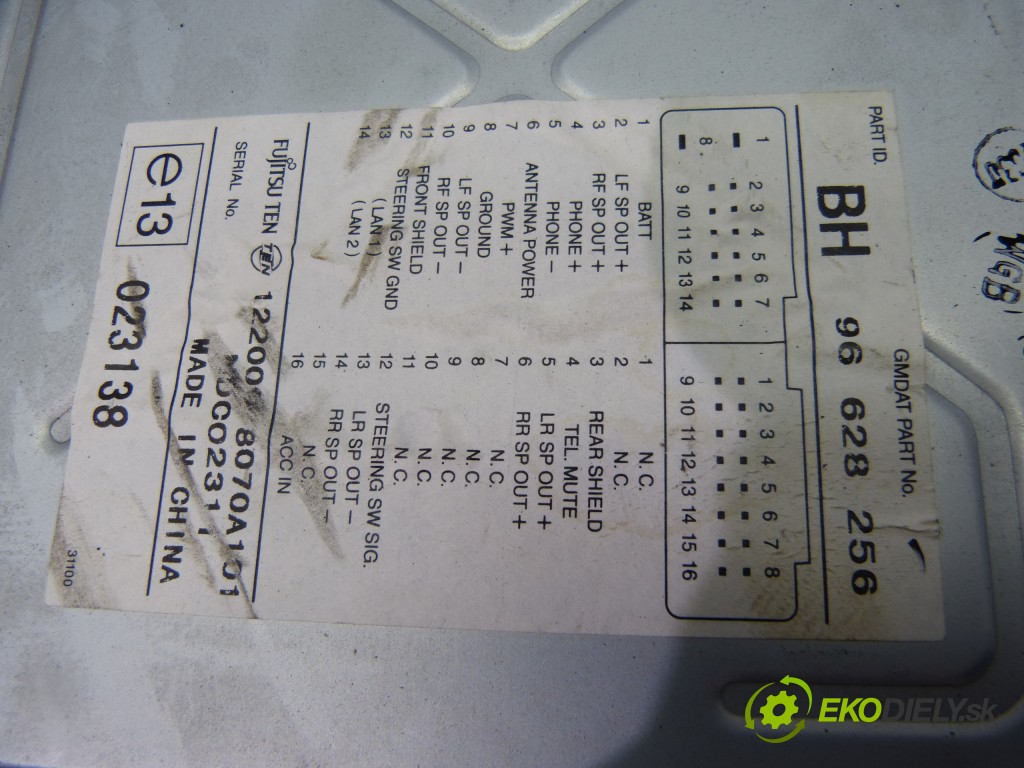 PART ID. GMDAT PART No.
BH 96 628 256
1 2 3 4 5 6 7
8 9 10 11 12 13 14
1 2 3 4 5 6 7 8
9 10 11 12 13 14 15 16
1 BATT
2 LF SP OUT +
3 RF SP OUT +
4 PHONE +
5 PHONE −
6 ANTENNA POWER
7 PWM +
8 GROUND
9 LF SP OUT −
10 RF SP OUT −
11 FRONT SHIELD
12 STEERING SW GND
13 (LAN 1)
14 (LAN 2)
1 N.C.
2 N.C.
3 REAR SHIELD
4 TEL. MUTE
5 LR SP OUT +
6 RR SP OUT +
7 N.C.
8 N.C.
9 N.C.
10 N.C.
11 N.C.
12 STEERING SW SIG.
13 LR SP OUT −
14 RR SP OUT −
15 N.C.
16 ACC IN
FUJITSU TEN TEN 8070A101
SERIAL No.
MADE IN CHINA
e13 023138
31100
EKODIELY.sk